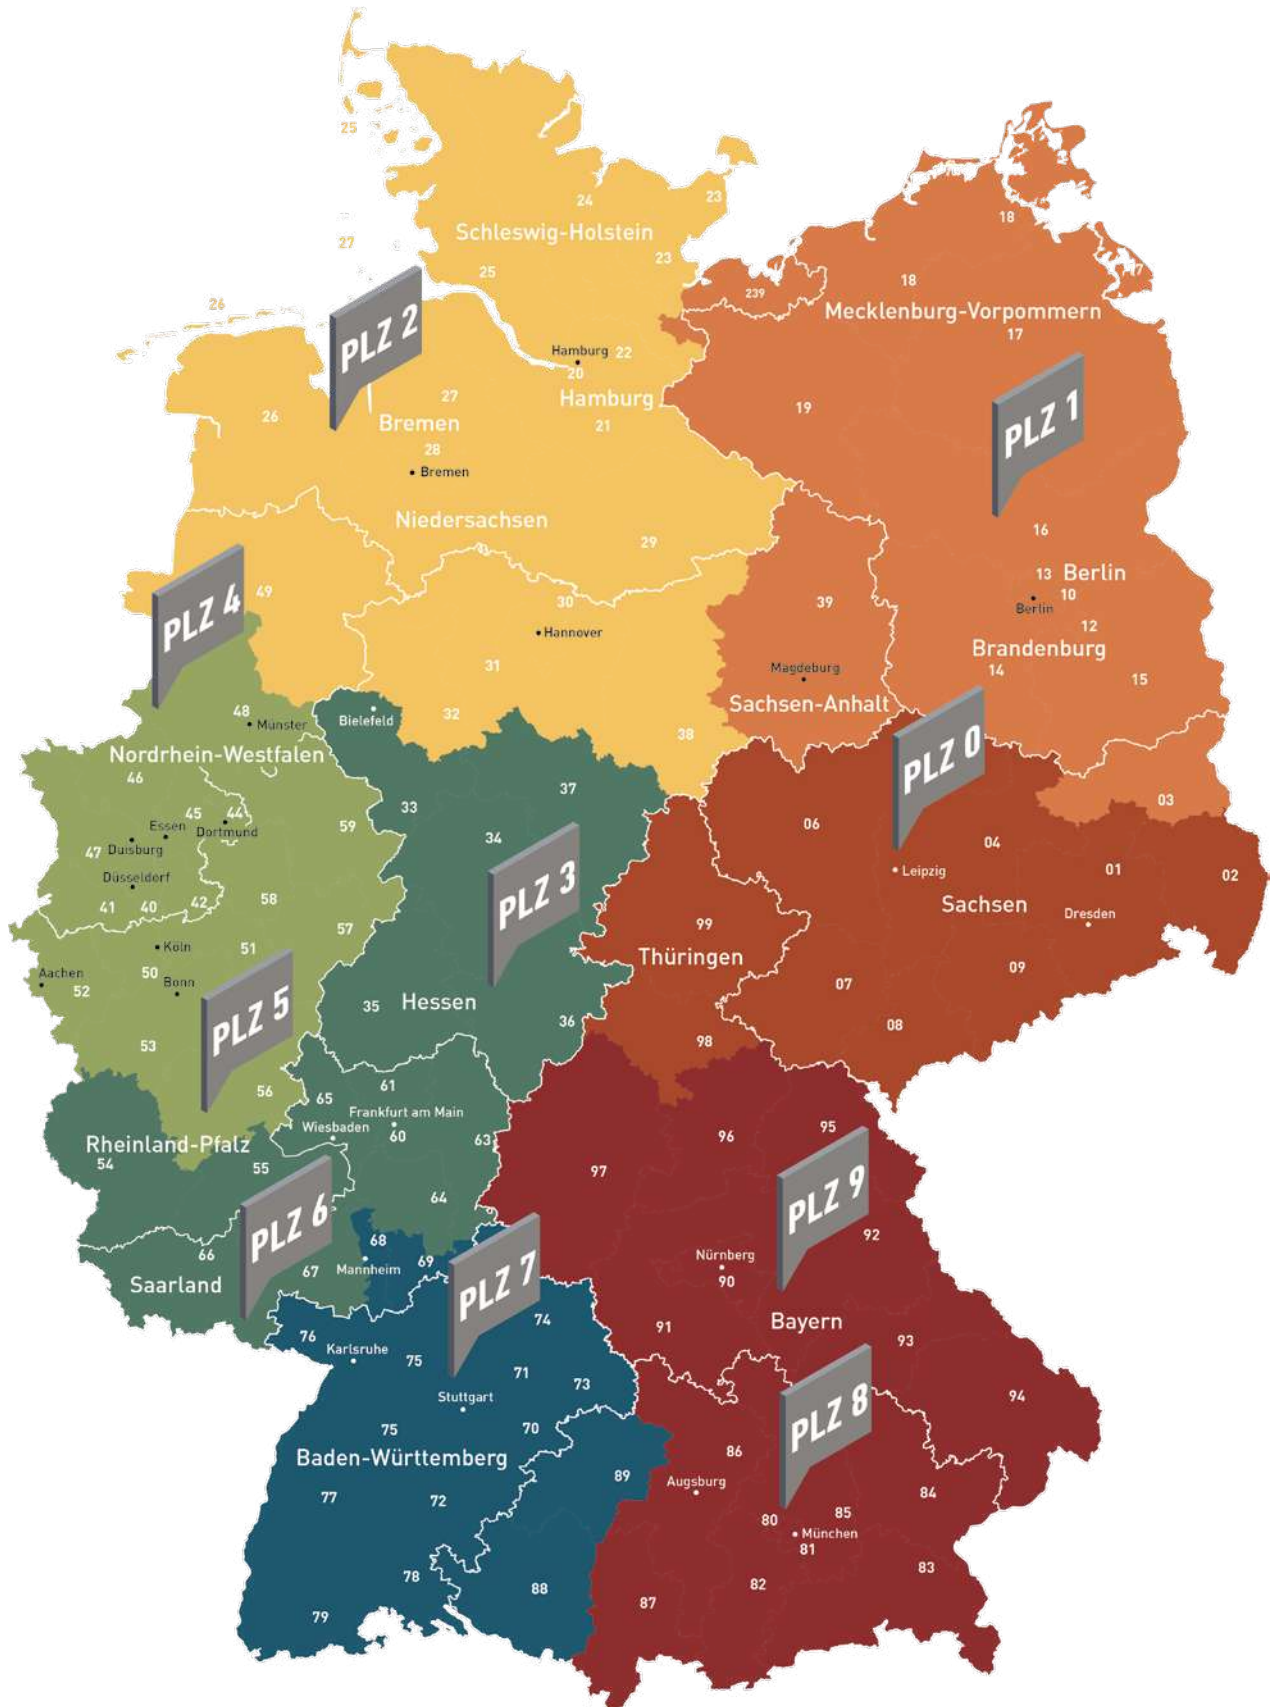 25
24
23
Schleswig-Holstein
27
23
25
18
18
17
239
26
PLZ 2
Mecklenburg-Vorpommern
17
Hamburg
22
20
27
Hamburg
26
Bremen
21
19
PLZ 1
28
Bremen
Niedersachsen
29
16
PLZ 4
49
30
Hannover
39
13
Berlin
10
Berlin
12
Brandenburg
14
15
31
Magdeburg
Sachsen-Anhalt
48
Münster
Bielefeld
32
38
PLZ 0
Nordrhein-Westfalen
46
37
33
03
45
44
59
Essen
Dortmund
47
Duisburg
34
06
04
Düsseldorf
PLZ 3
Leipzig
01
02
41
40
42
58
57
Sachsen
Dresden
99
Köln
51
Thüringen
Aachen
50
Bonn
52
PLZ 5
Hessen
35
36
07
09
08
53
98
56
61
65
Frankfurt am Main
Wiesbaden
60
63
96
95
Rheinland-Pfalz
54
55
97
PLZ 9
64
PLZ 6
92
66
68
Saarland
67
Mannheim
69
PLZ 7
Nürnberg
90
76
74
91
Bayern
Karlsruhe
75
71
73
93
PLZ 8
94
Stuttgart
75
70
86
Baden-Württemberg
89
Augsburg
84
77
72
80
85
München
81
78
88
82
83
79
87